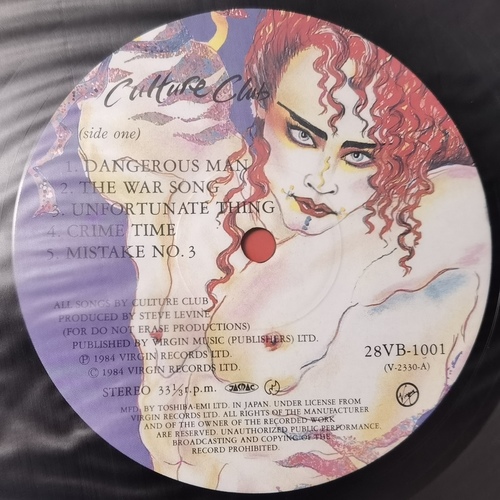 Culture Club
(side one)
1. DANGEROUS MAN
2. THE WAR SONG
3. UNFORTUNATE THING
4. CRIME TIME
5. MISTAKE NO. 3
ALL SONGS BY CULTURE CLUB
PRODUCED BY STEVE LEVINE
(FOR DO NOT ERASE PRODUCTIONS)
PUBLISHED BY VIRGIN MUSIC (PUBLISHERS) LTD.
℗ 1984 VIRGIN RECORDS LTD.
© 1984 VIRGIN RECORDS LTD.
28VB-1001
(V-2330-A)
STEREO 33⅓r.p.m. JASRAC
Virgin
MFD. BY TOSHIBA-EMI LTD. IN JAPAN. UNDER LICENSE FROM
VIRGIN RECORDS LTD. ALL RIGHTS OF THE MANUFACTURER
AND OF THE OWNER OF THE RECORDED WORK
ARE RESERVED. UNAUTHORIZED PUBLIC PERFORMANCE,
BROADCASTING AND COPYING OF THE
RECORD PROHIBITED.